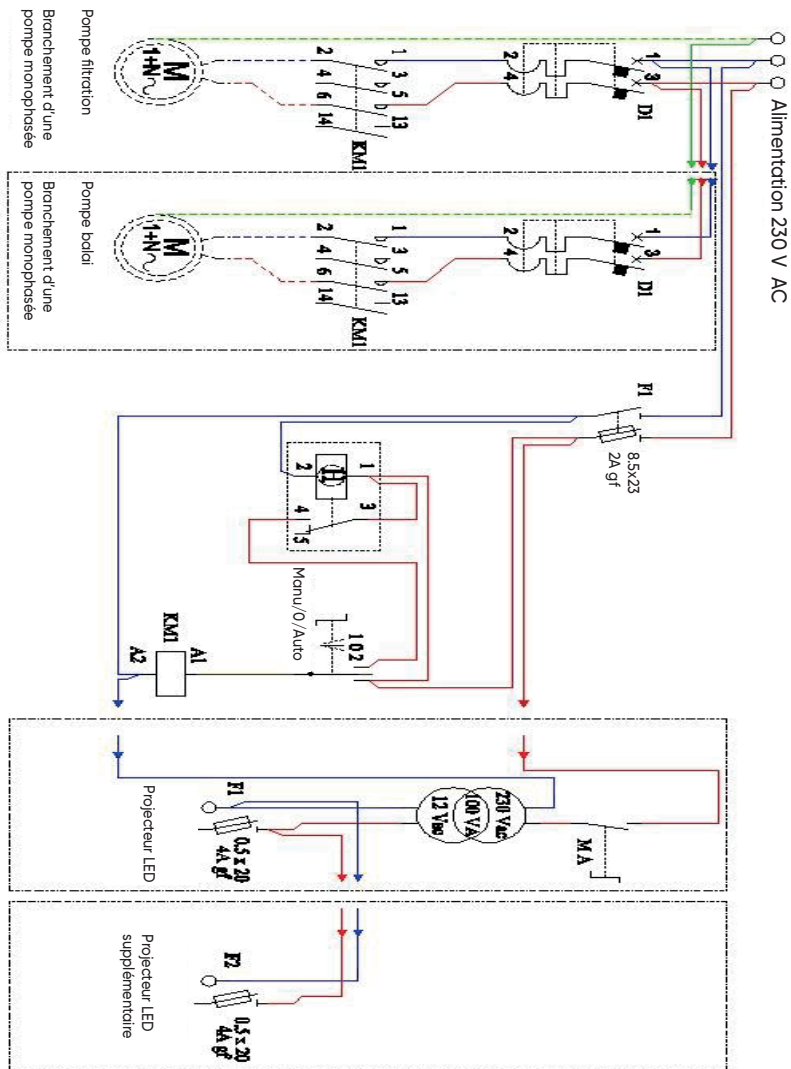 Alimentation 230 V AC
1
3
D1
2
4
1
3
5
13
KM1
2
4
6
14
M
1+N~
Pompe filtration
Branchement d'une
pompe monophasée
1
3
D1
2
4
1
3
5
13
KM1
2
4
6
14
M
1+N~
Pompe balai
Branchement d'une
pompe monophasée
F1
8.5x23
2A gf
1
2
3
4
5
H
Manu/0/Auto
1 0 2
KM1
A1
A2
MA
230 Vac
100 VA
12 Vac
F1
0.5 x 20
4A gf
Projecteur LED
F2
0.5 x 20
4A gf
Projecteur LED
supplémentaire